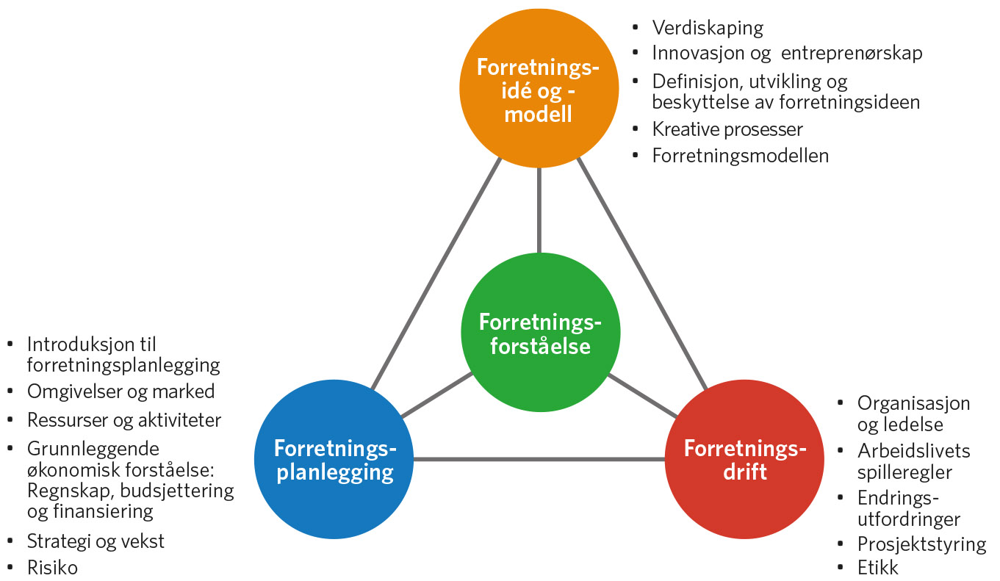 Forretnings-
idé og -
modell
• Verdiskaping
• Innovasjon og entreprenørskap
• Definisjon, utvikling og
beskyttelse av forretningsideen
• Kreative prosesser
• Forretningsmodellen
Forretnings-
forståelse
• Introduksjon til
forretningsplanlegging
• Omgivelser og marked
• Ressurser og aktiviteter
• Grunnleggende
økonomisk forståelse:
Regnskap, budsjettering
og finansiering
• Strategi og vekst
• Risiko
Forretnings-
planlegging
Forretnings-
drift
• Organisasjon
og ledelse
• Arbeidslivets
spilleregler
• Endrings-
utfordringer
• Prosjektstyring
• Etikk